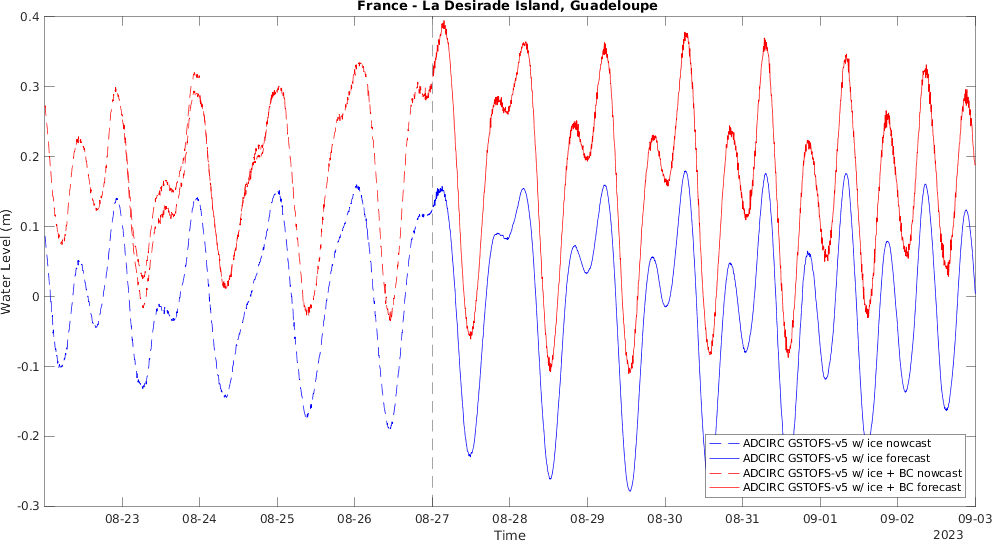 France - La Desirade Island, Guadeloupe
Water Level (m)
0.4
0.3
0.2
0.1
0
-0.1
-0.2
-0.3
ADCIRC GSTOFS-v5 w/ ice nowcast
ADCIRC GSTOFS-v5 w/ ice forecast
ADCIRC GSTOFS-v5 w/ ice + BC nowcast
ADCIRC GSTOFS-v5 w/ ice + BC forecast
08-23 08-24 08-25 08-26 08-27 08-28 08-29 08-30 08-31 09-01 09-02 09-03
Time
2023